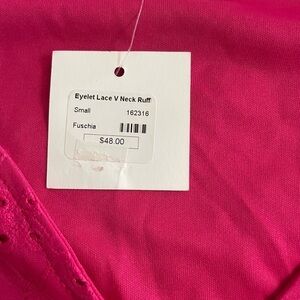 Eyelet Lace V Neck Ruff
Small 162316
Fuschia
$48.00